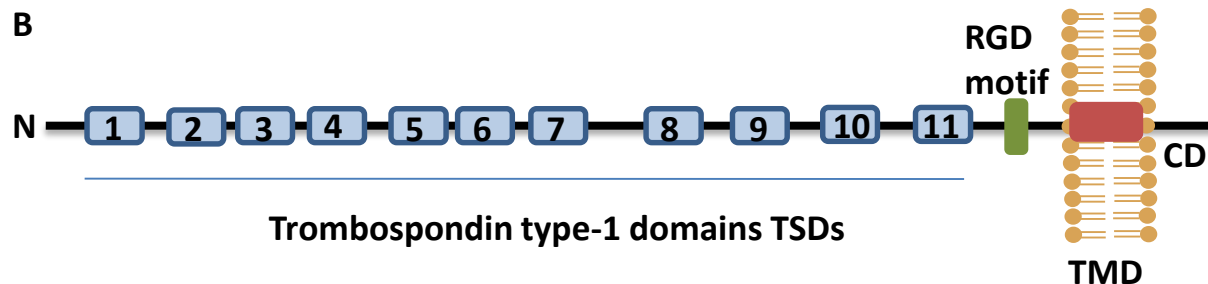 B
RGD
motif
N 1 2 3 4 5 6 7 8 9 10 11
CD
Trombospondin type-1 domains TSDs
TMD